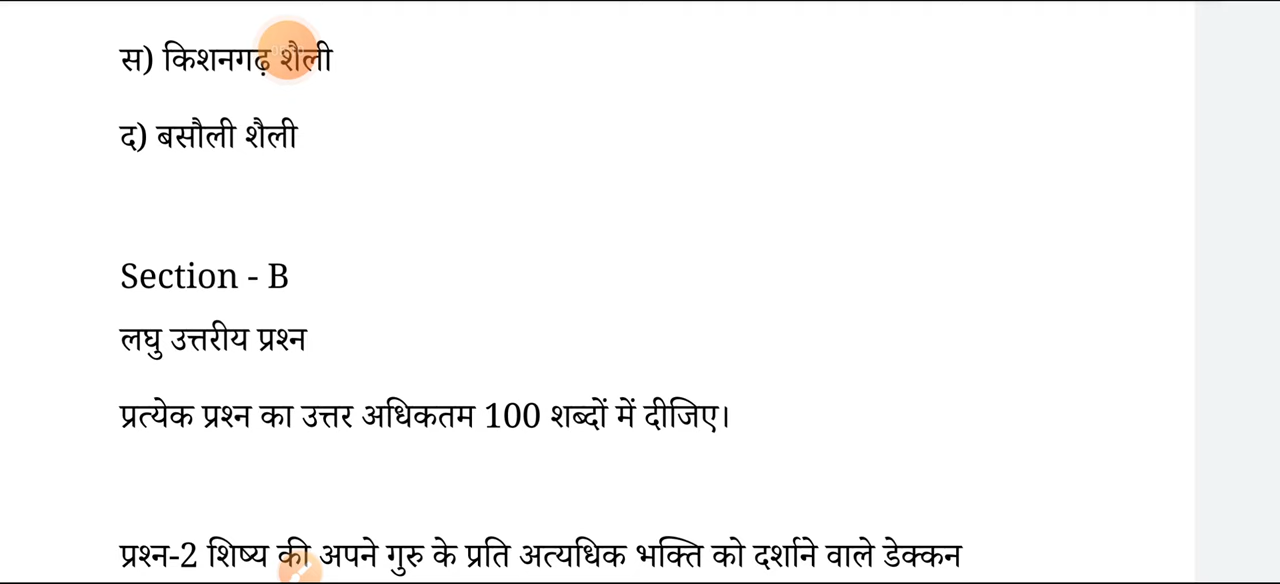 स) किशनगढ़ शैली
द) बसौली शैली
Section - B
लघु उत्तरीय प्रश्न
प्रत्येक प्रश्न का उत्तर अधिकतम 100 शब्दों में दीजिए।
प्रश्न-2 शिष्य की अपने गुरु के प्रति अत्यधिक भक्ति को दर्शाने वाले डेक्कन